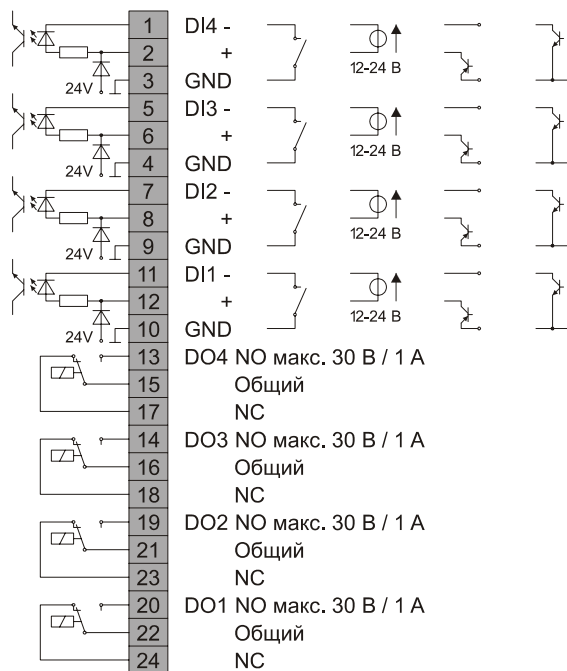 1 DI4 -
2 +
12-24 В
24V 3 GND
5 DI3 -
6 +
12-24 В
24V 4 GND
7 DI2 -
8 +
12-24 В
24V 9 GND
11 DI1 -
12 +
12-24 В
24V 10 GND
13 DO4 NO макс. 30 В / 1 А
15 Общий
17 NC
14 DO3 NO макс. 30 В / 1 А
16 Общий
18 NC
19 DO2 NO макс. 30 В / 1 А
21 Общий
23 NC
20 DO1 NO макс. 30 В / 1 А
22 Общий
24 NC